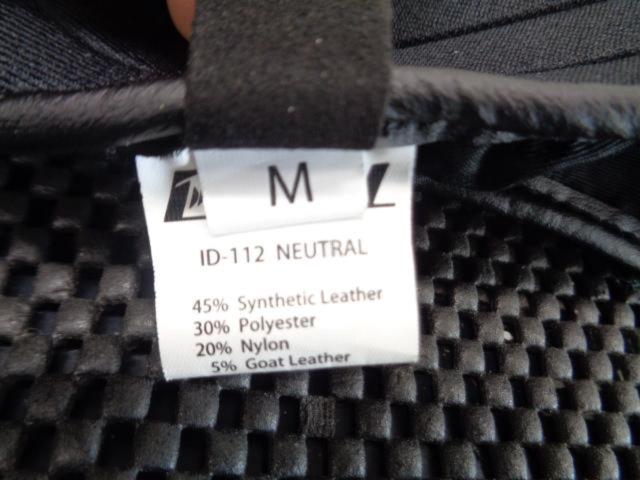 M
ID-112 NEUTRAL
45% Synthetic Leather
30% Polyester
20% Nylon
5% Goat Leather